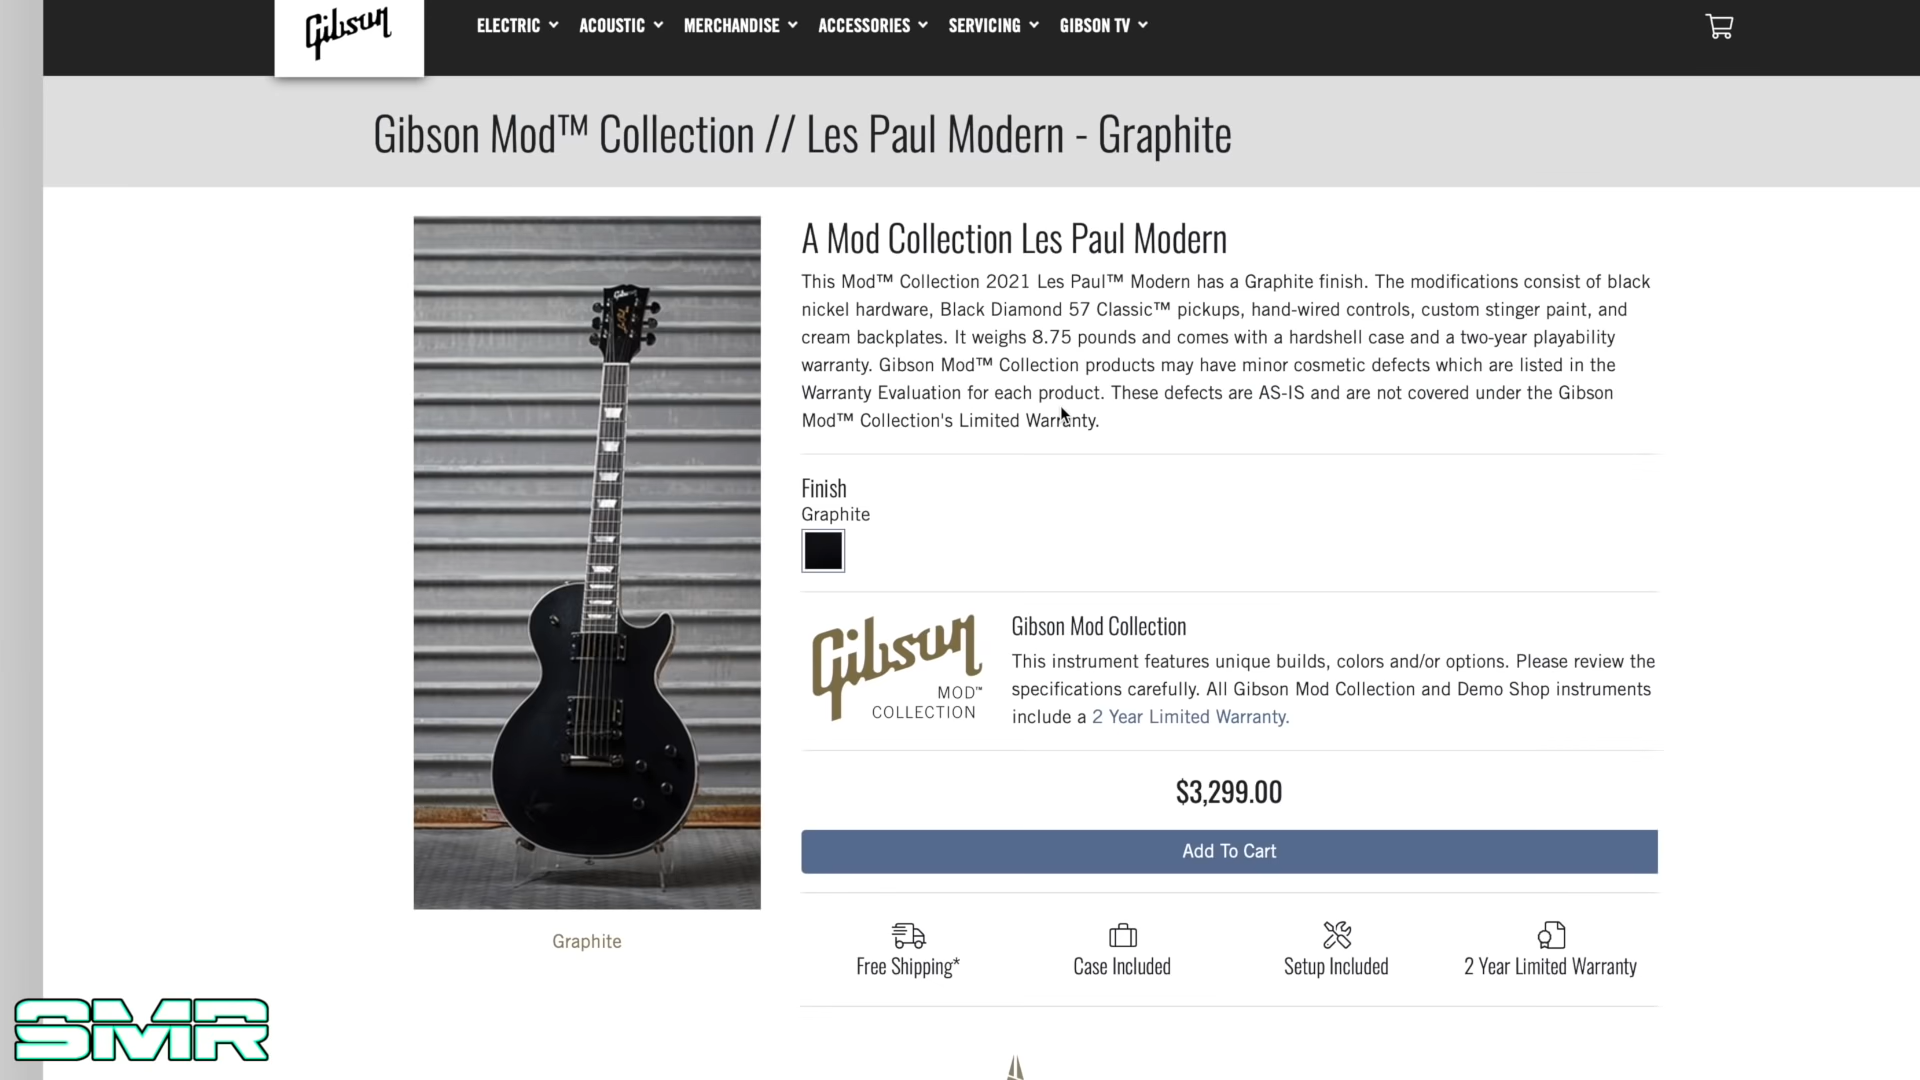 Gibson
ELECTRIC ACOUSTIC MERCHANDISE ACCESSORIES SERVICING GIBSON TV
Gibson Mod™ Collection // Les Paul Modern - Graphite
A Mod Collection Les Paul Modern
This Mod™ Collection 2021 Les Paul™ Modern has a Graphite finish. The modifications consist of black
nickel hardware, Black Diamond 57 Classic™ pickups, hand-wired controls, custom stinger paint, and
cream backplates. It weighs 8.75 pounds and comes with a hardshell case and a two-year playability
warranty. Gibson Mod™ Collection products may have minor cosmetic defects which are listed in the
Warranty Evaluation for each product. These defects are AS-IS and are not covered under the Gibson
Mod™ Collection's Limited Warranty.
Finish
Graphite
Gibson
MOD™
COLLECTION
Gibson Mod Collection
This instrument features unique builds, colors and/or options. Please review the
specifications carefully. All Gibson Mod Collection and Demo Shop instruments
include a 2 Year Limited Warranty.
$3,299.00
Add To Cart
Free Shipping* Case Included Setup Included 2 Year Limited Warranty
Gibson
Graphite
SMR